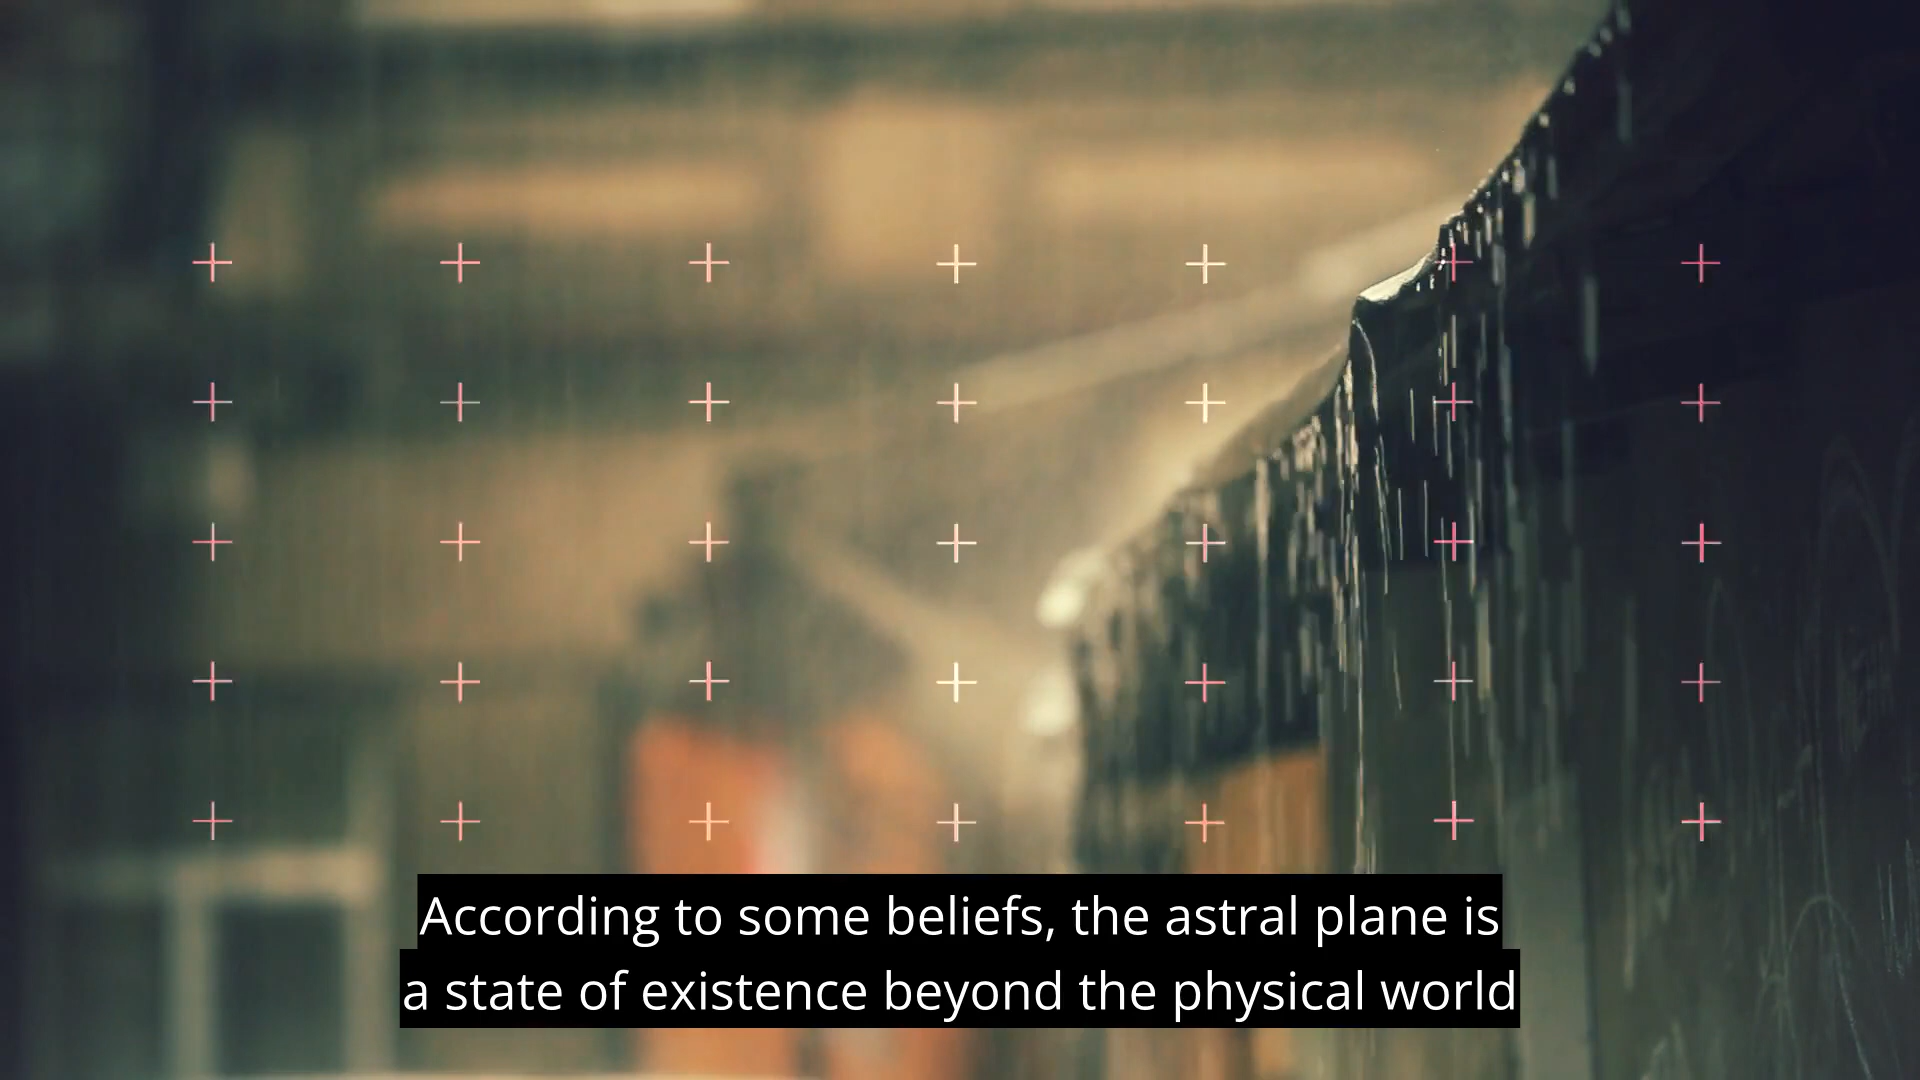 According to some beliefs, the astral plane is
a state of existence beyond the physical world